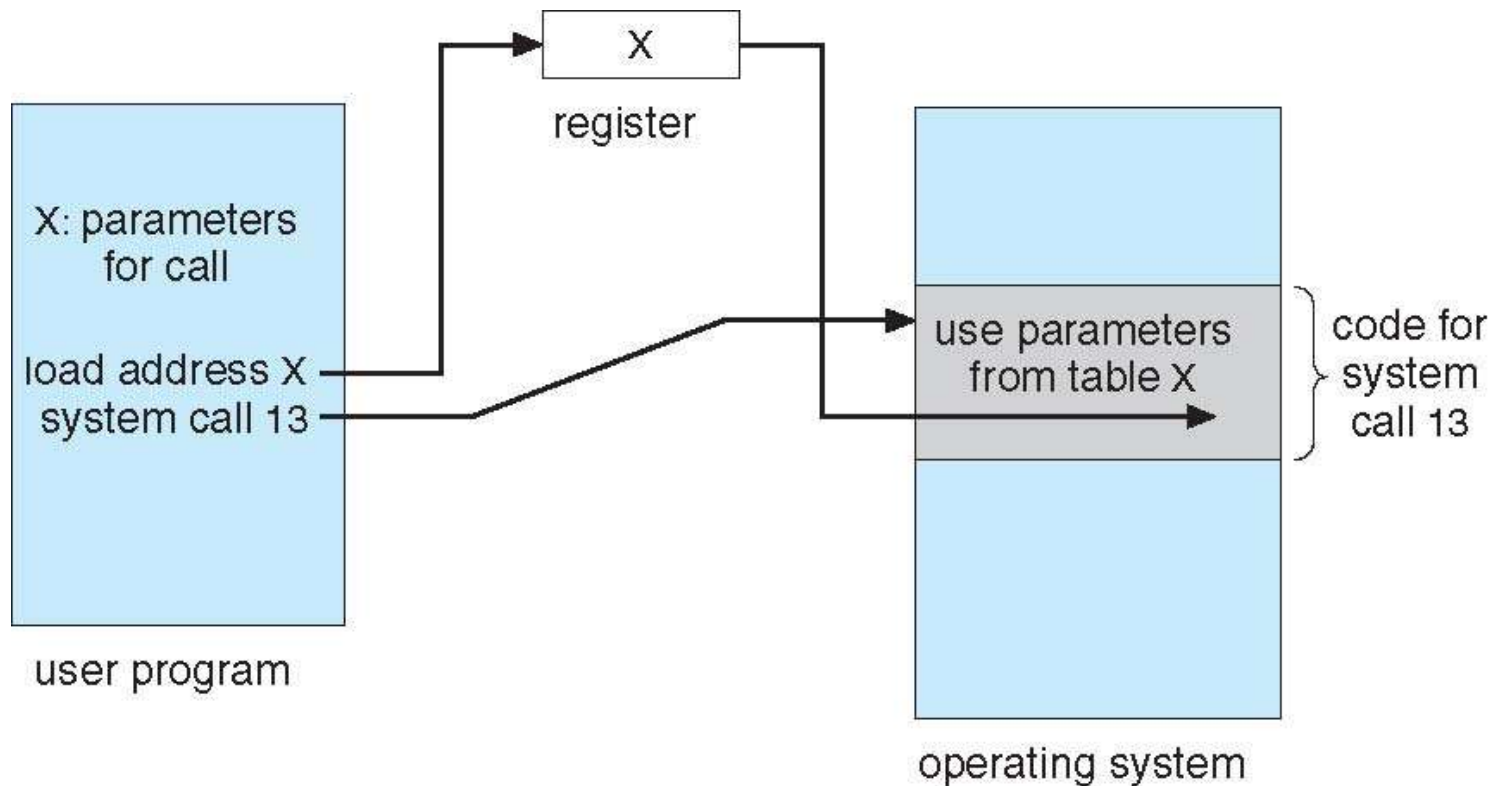 X
register
X: parameters
for call
load address X
system call 13
user program
use parameters
from table X
code for
system
call 13
operating system